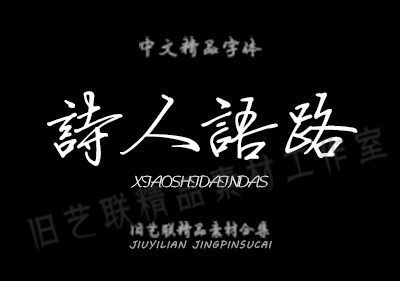 中文精品字体
詩人語路
XIAOSHIDAINDAS
旧艺联精品素材合集
JIUYILIAN JINGPINSUCAI
旧艺联精品素材工作室